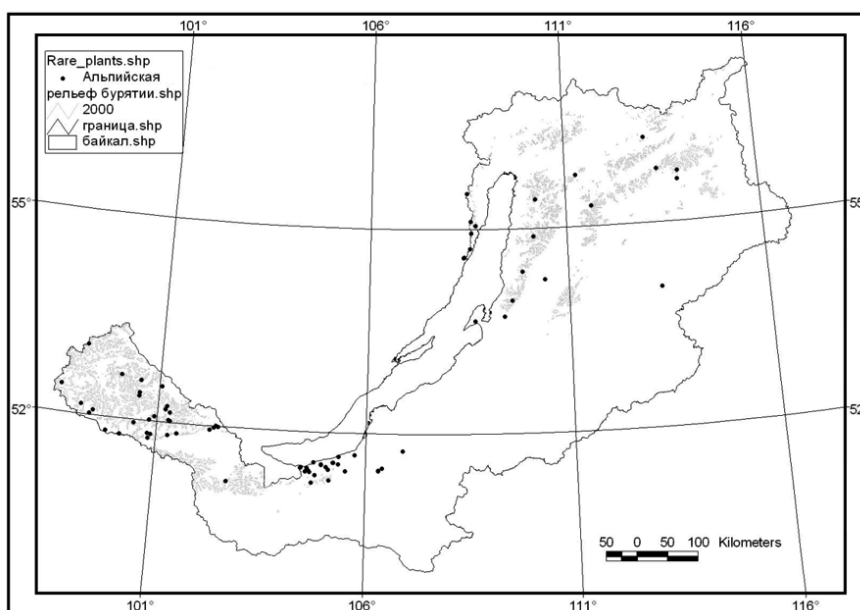 101° 106° 111° 116°
Rare_plants.shp
Альпийская
рельеф бурятии.shp
2000
граница.shp
байкал.shp
55° 55°
52° 52°
50 0 50 100 Kilometers
101° 106° 111° 116°